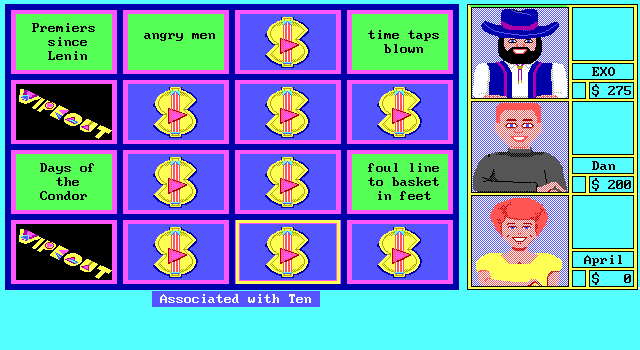 Premiers
since
Lenin
angry men
time taps
blown
WIPEOUT
Days of
the
Condor
foul line
to basket
in feet
WIPEOUT
Associated with Ten
EXO
$ 275
Dan
$ 200
April
$ 0